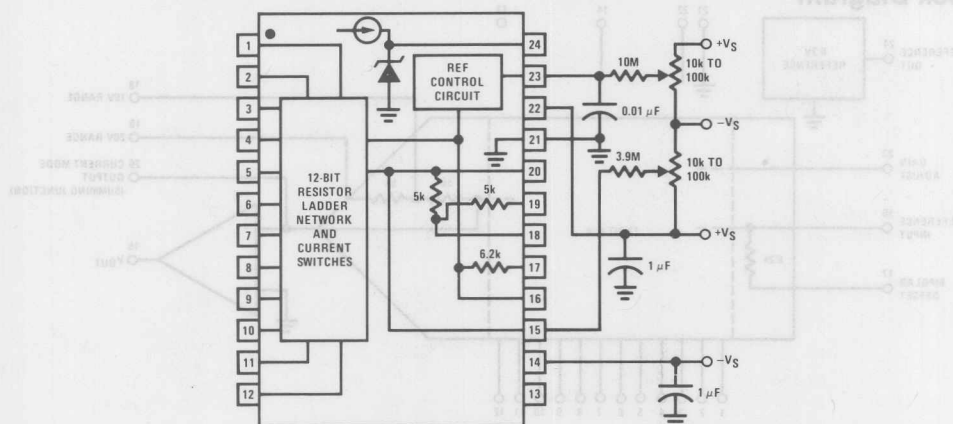 1
2
3
4
5
6
7
8
9
10
11
12
12-BIT
RESISTOR
LADDER
NETWORK
AND
CURRENT
SWITCHES
REF
CONTROL
CIRCUIT
5k
5k
6.2k
24
23
22
21
20
19
18
17
16
15
14
13
10M
0.01 μF
3.9M
1 μF
1 μF
+VS
10k TO
100k
−VS
10k TO
100k
+VS
−VS